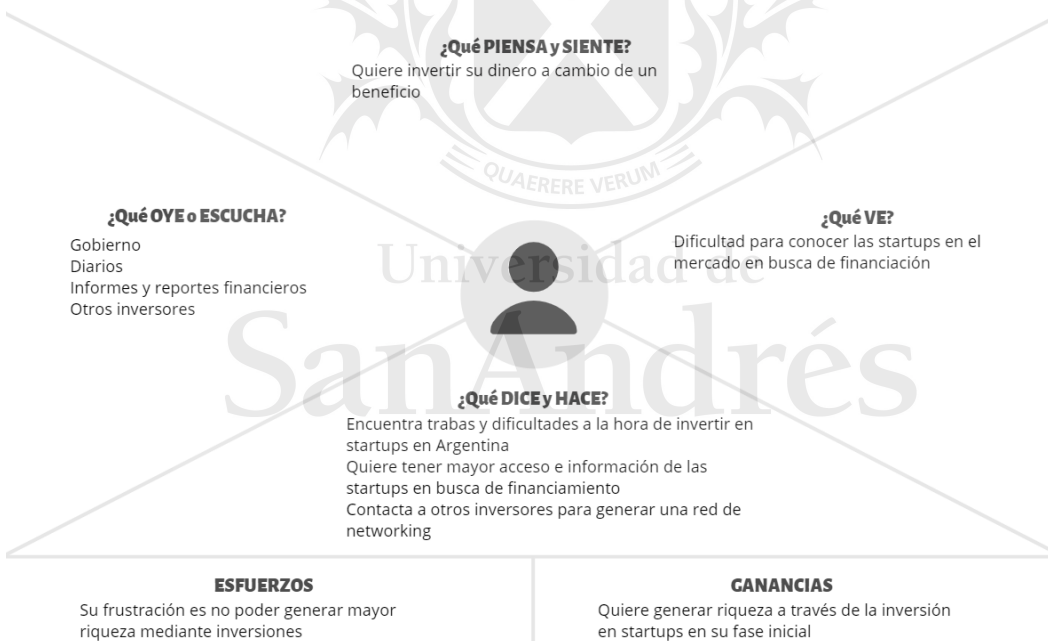 ¿Qué PIENSA y SIENTE?
Quiere invertir su dinero a cambio de un
beneficio
QUAERERE VERUM
¿Qué OYE o ESCUCHA?
Gobierno
Diarios
Informes y reportes financieros
Otros inversores
¿Qué VE?
Dificultad para conocer las startups en el
mercado en busca de financiación
Universidad de
SanAndrés
¿Qué DICE y HACE?
Encuentra trabas y dificultades a la hora de invertir en
startups en Argentina
Quiere tener mayor acceso e información de las
startups en busca de financiamiento
Contacta a otros inversores para generar una red de
networking
ESFUERZOS
Su frustración es no poder generar mayor
riqueza mediante inversiones
GANANCIAS
Quiere generar riqueza a través de la inversión
en startups en su fase inicial